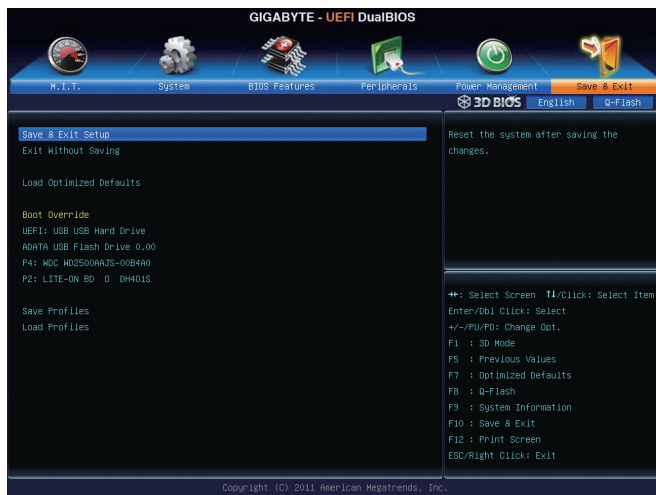 GIGABYTE - UEFI DualBIOS
M.I.T. System BIOS Features Peripherals Power Management Save & Exit
3D BIOS English Q-Flash
Save & Exit Setup
Exit Without Saving
Load Optimized Defaults
Boot Override
UEFI: USB USB Hard Drive
ADATA USB Flash Drive 0.00
P4: WDC WD2500AAJS-00B4A0
P2: LITE-ON BD O DH401S
Save Profiles
Load Profiles
Reset the system after saving the
changes.
→←: Select Screen ↑↓/Click: Select Item
Enter/Dbl Click: Select
+/-/PU/PD: Change Opt.
F1 : 3D Mode
F5 : Previous Values
F7 : Optimized Defaults
F8 : Q-Flash
F9 : System Information
F10 : Save & Exit
F12 : Print Screen
ESC/Right Click: Exit
Copyright (C) 2011 American Megatrends, Inc.